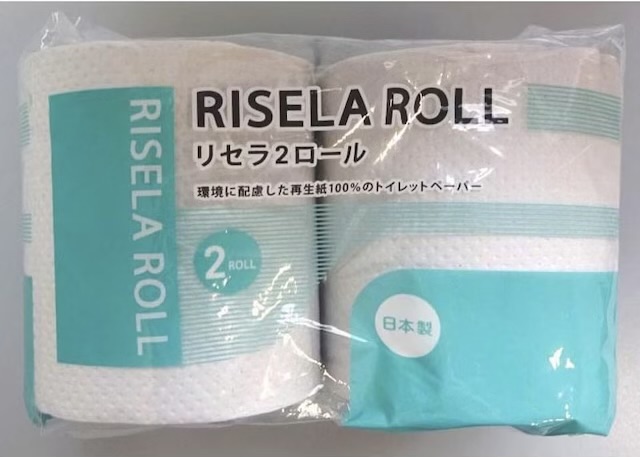 RISELA ROLL
リセラ2ロール
環境に配慮した再生紙100%のトイレットペーパー
RISELA ROLL
2 ROLL
日本製